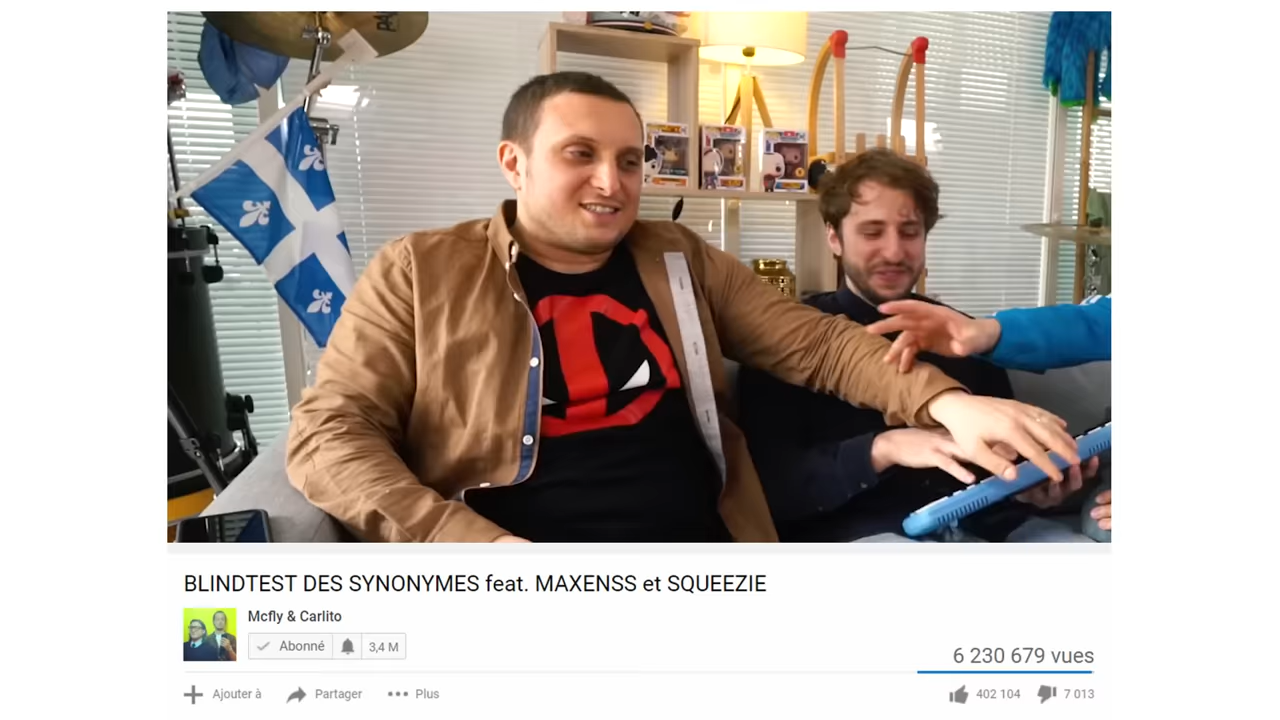 BLINDTEST DES SYNONYMES feat. MAXENSS et SQUEEZIE
Mcfly & Carlito
Abonné 3,4 M
6 230 679 vues
Ajouter à Partager Plus 402 104 7 013